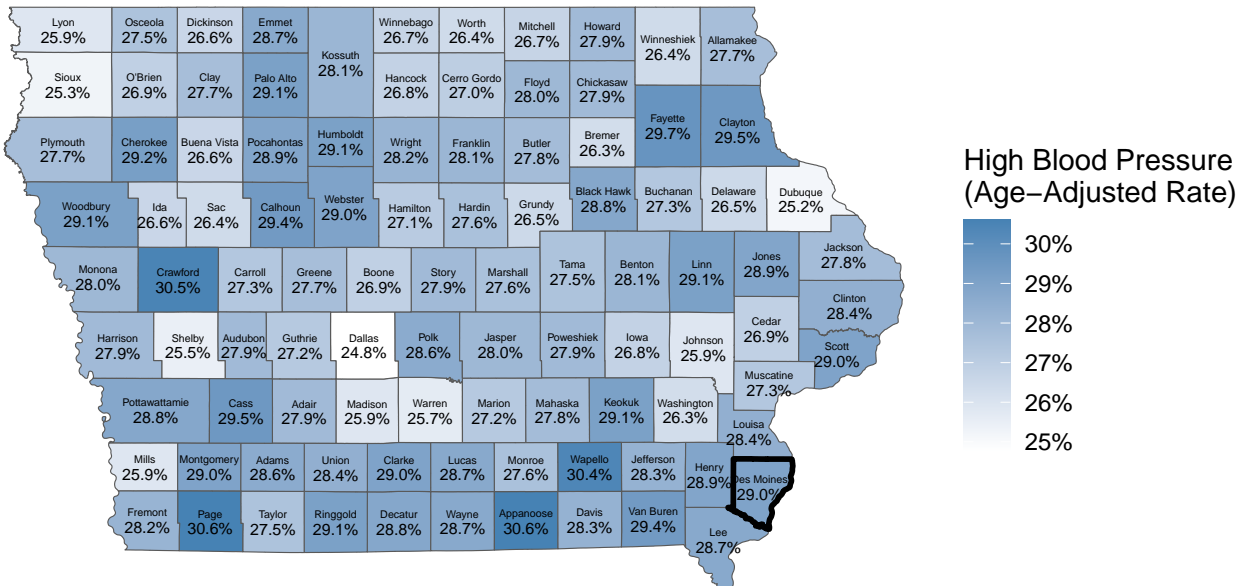 Lyon
25.9%
Osceola
27.5%
Dickinson
26.6%
Emmet
28.7%
Kossuth
28.1%
Winnebago
26.7%
Worth
26.4%
Mitchell
26.7%
Howard
27.9%
Winneshiek
26.4%
Allamakee
27.7%
Sioux
25.3%
O'Brien
26.9%
Clay
27.7%
Palo Alto
29.1%
Hancock
26.8%
Cerro Gordo
27.0%
Floyd
28.0%
Chickasaw
27.9%
Fayette
29.7%
Clayton
29.5%
Plymouth
27.7%
Cherokee
29.2%
Buena Vista
26.6%
Pocahontas
28.9%
Humboldt
29.1%
Wright
28.2%
Franklin
28.1%
Butler
27.8%
Bremer
26.3%
Woodbury
29.1%
Ida
26.6%
Sac
26.4%
Calhoun
29.4%
Webster
29.0%
Hamilton
27.1%
Hardin
27.6%
Grundy
26.5%
Black Hawk
28.8%
Buchanan
27.3%
Delaware
26.5%
Dubuque
25.2%
Monona
28.0%
Crawford
30.5%
Carroll
27.3%
Greene
27.7%
Boone
26.9%
Story
27.9%
Marshall
27.6%
Tama
27.5%
Benton
28.1%
Linn
29.1%
Jones
28.9%
Jackson
27.8%
Clinton
28.4%
Harrison
27.9%
Shelby
25.5%
Audubon
27.9%
Guthrie
27.2%
Dallas
24.8%
Polk
28.6%
Jasper
28.0%
Poweshiek
27.9%
Iowa
26.8%
Johnson
25.9%
Cedar
26.9%
Scott
29.0%
Muscatine
27.3%
Pottawattamie
28.8%
Cass
29.5%
Adair
27.9%
Madison
25.9%
Warren
25.7%
Marion
27.2%
Mahaska
27.8%
Keokuk
29.1%
Washington
26.3%
Louisa
28.4%
Mills
25.9%
Montgomery
29.0%
Adams
28.6%
Union
28.4%
Clarke
29.0%
Lucas
28.7%
Monroe
27.6%
Wapello
30.4%
Jefferson
28.3%
Henry
28.9%
Des Moines
29.0%
Fremont
28.2%
Page
30.6%
Taylor
27.5%
Ringgold
29.1%
Decatur
28.8%
Wayne
28.7%
Appanoose
30.6%
Davis
28.3%
Van Buren
29.4%
Lee
28.7%
High Blood Pressure
(Age−Adjusted Rate)
30%
29%
28%
27%
26%
25%